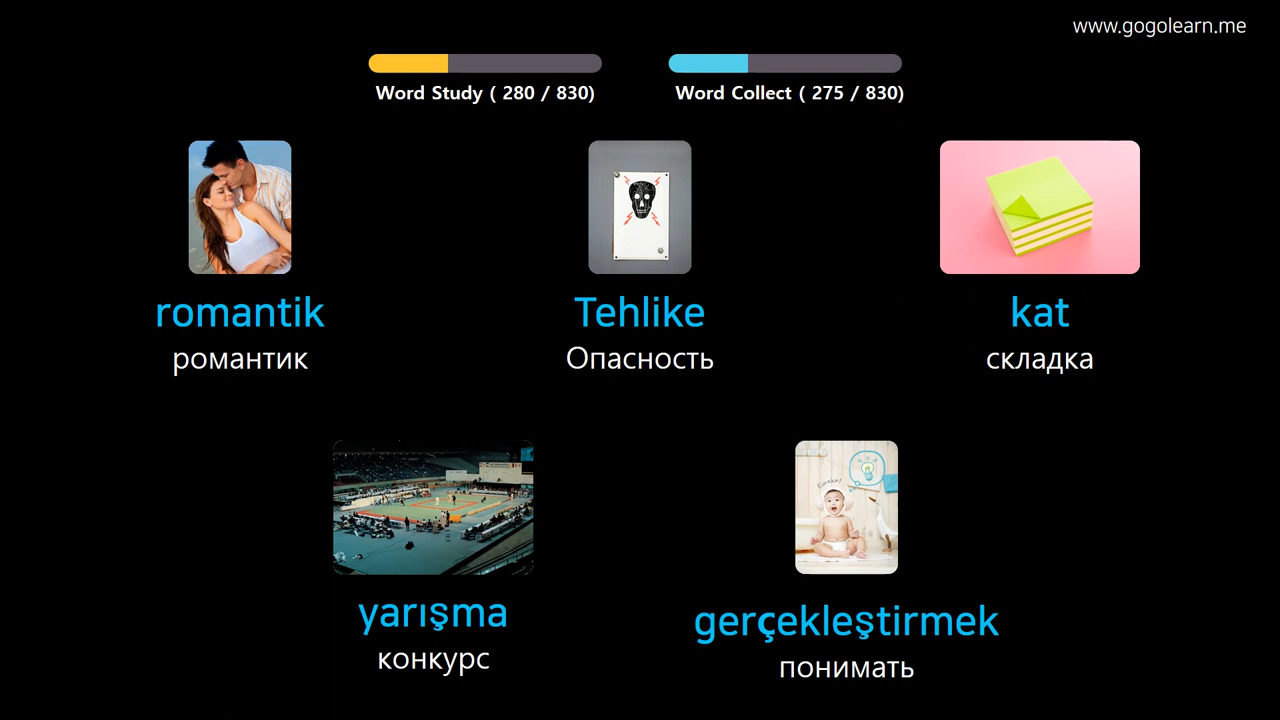 www.gogolearn.me
Word Study ( 280 / 830)
Word Collect ( 275 / 830)
romantik
романтик
Tehlike
Опасность
kat
складка
yarışma
конкурс
gerçekleştirmek
понимать